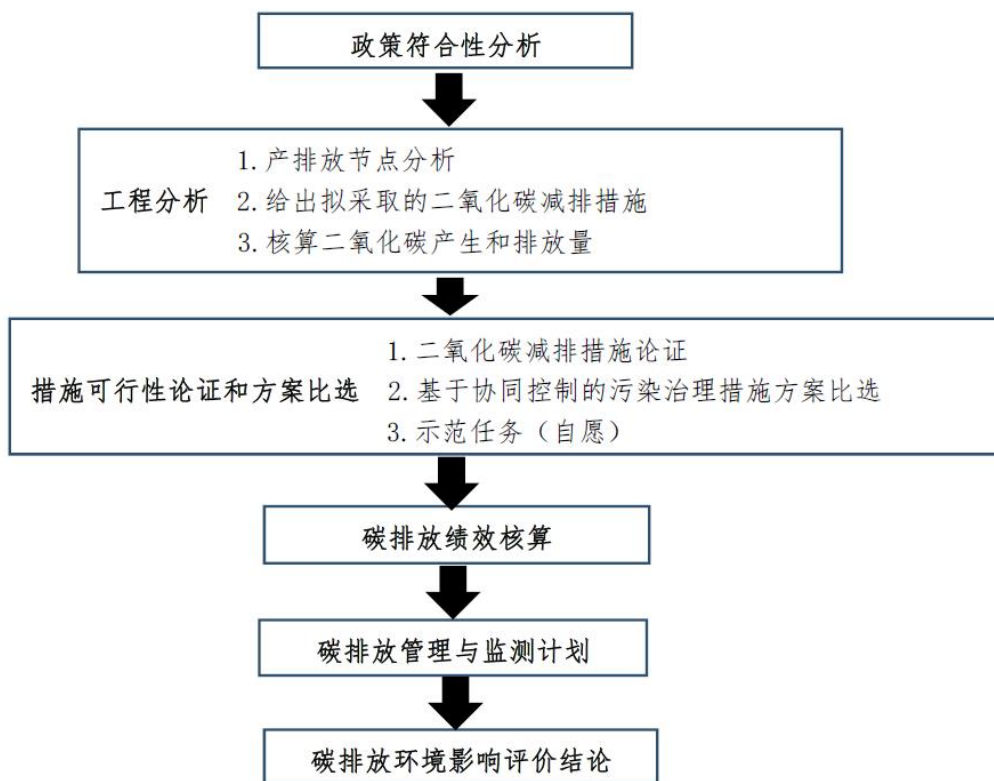 政策符合性分析
1.产排放节点分析
工程分析 2.给出拟采取的二氧化碳减排措施
3.核算二氧化碳产生和排放量
1.二氧化碳减排措施论证
措施可行性论证和方案比选 2.基于协同控制的污染治理措施方案比选
3.示范任务（自愿）
碳排放绩效核算
碳排放管理与监测计划
碳排放环境影响评价结论